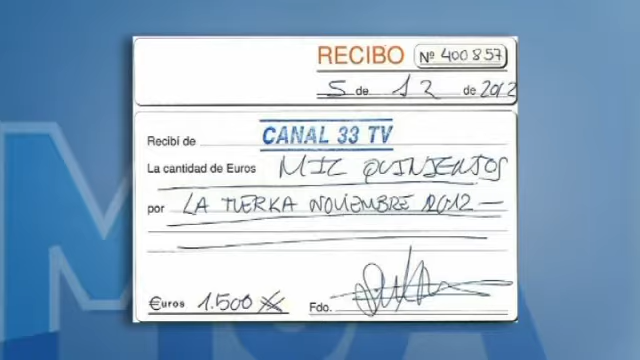 RECIBO Nº 400857
5 de 12 de 2012
Recibí de CANAL 33 TV
La cantidad de Euros MIL QUINIENTOS
por LA TUERKA NOVIEMBRE 2012 —
€uros 1.500 Fdo.